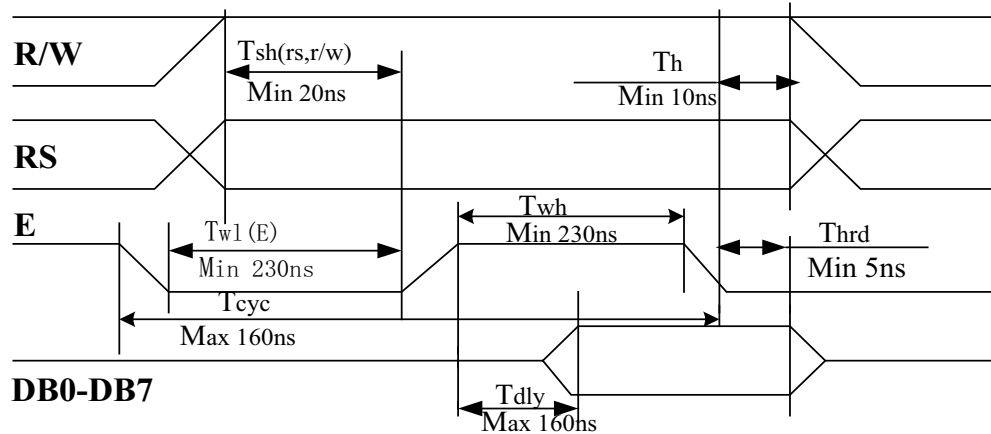 R/W
Tsh(rs,r/w)
Min 20ns
Th
Min 10ns
RS
E
Twl(E)
Min 230ns
Twh
Min 230ns
Thrd
Min 5ns
Tcyc
Max 160ns
DB0-DB7
Tdly
Max 160ns